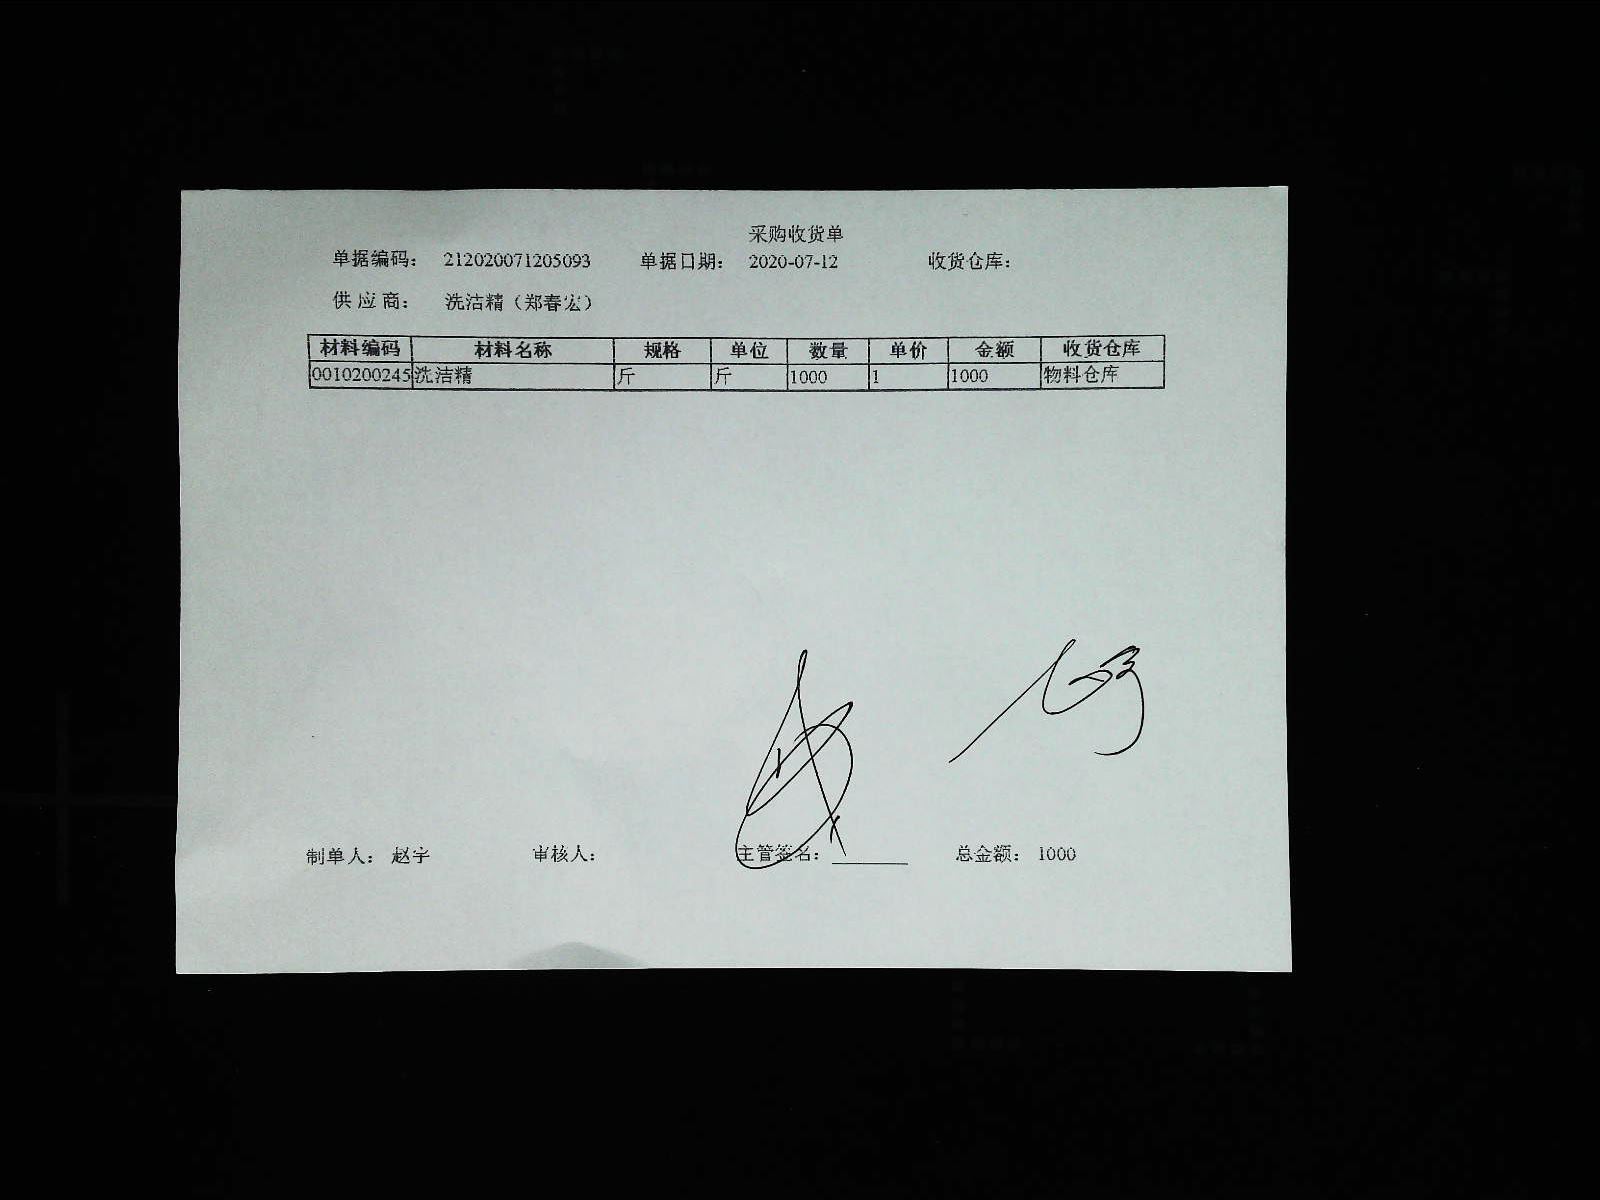 采购收货单
单据编码： 212020071205093 单据日期： 2020-07-12 收货仓库：
供 应 商： 洗洁精（郑春宏）
材料编码 材料名称 规格 单位 数量 单价 金额 收货仓库
0010200245 洗洁精 斤 斤 1000 1 1000 物料仓库
制单人： 赵宇 审核人： 主管签名： 总金额： 1000